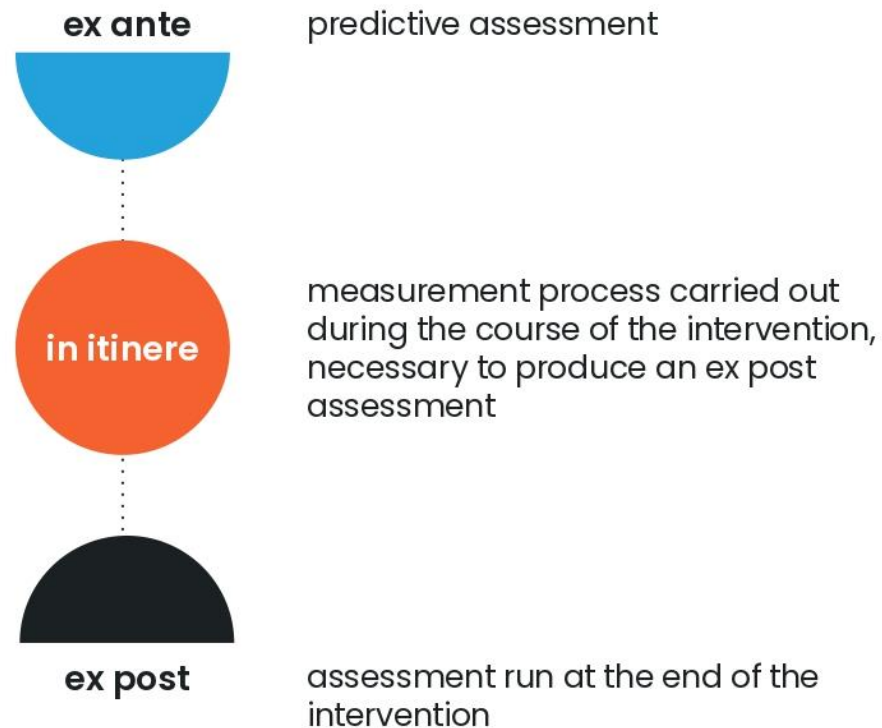 ex ante
predictive assessment
in itinere
measurement process carried out
during the course of the intervention,
necessary to produce an ex post
assessment
ex post
assessment run at the end of the
intervention